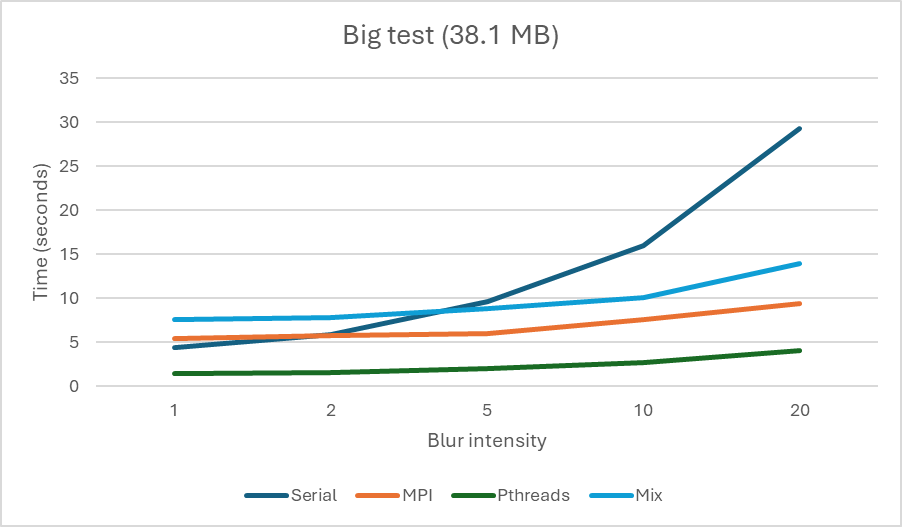 Big test (38.1 MB)
35
30
25
20
15
10
5
0
Time (seconds)
1 2 5 10 20
Blur intensity
Serial MPI Pthreads Mix